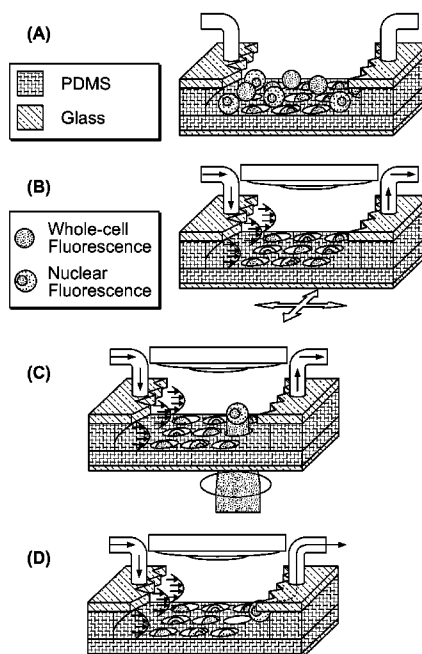 (A)
PDMS
Glass
(B)
Whole-cell
Fluorescence
Nuclear
Fluorescence
(C)
(D)